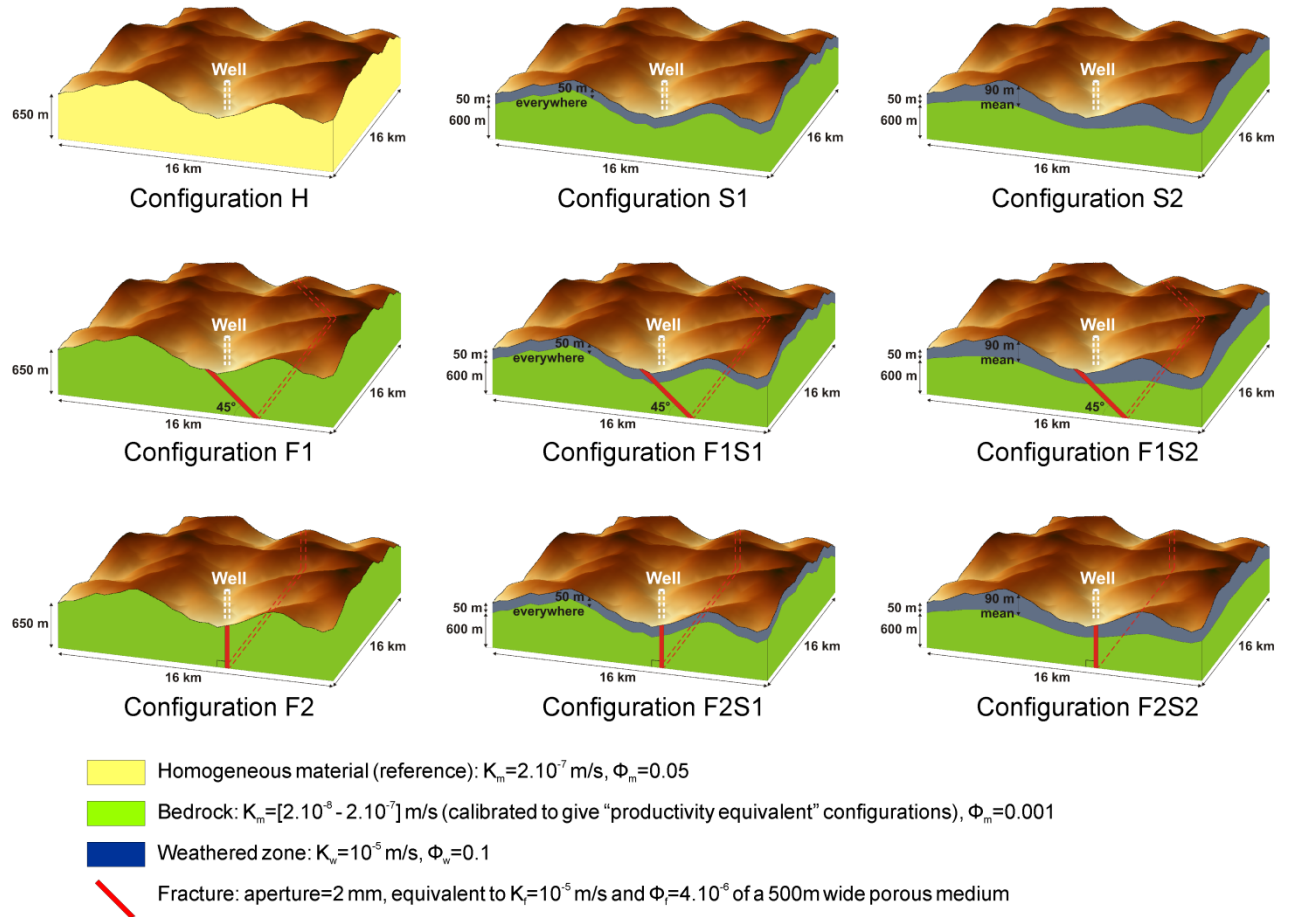 Well
650 m
16 km
16 km
Configuration H
Well
50 m
everywhere
50 m
600 m
16 km
16 km
Configuration S1
Well
90 m
mean
50 m
600 m
16 km
16 km
Configuration S2
Well
650 m
45°
16 km
16 km
Configuration F1
Well
50 m
everywhere
50 m
600 m
45°
16 km
16 km
Configuration F1S1
Well
90 m
mean
50 m
600 m
45°
16 km
16 km
Configuration F1S2
Well
650 m
16 km
16 km
Configuration F2
Well
50 m
everywhere
50 m
600 m
16 km
16 km
Configuration F2S1
Well
90 m
mean
50 m
600 m
16 km
16 km
Configuration F2S2
Homogeneous material (reference): Kₘ=2.10⁻⁷ m/s, Φₘ=0.05
Bedrock: Kₘ=[2.10⁻⁸ - 2.10⁻⁷] m/s (calibrated to give “productivity equivalent” configurations), Φₘ=0.001
Weathered zone: K_w=10⁻⁵ m/s, Φ_w=0.1
Fracture: aperture=2 mm, equivalent to K_f=10⁻⁵ m/s and Φ_f=4.10⁻⁶ of a 500m wide porous medium